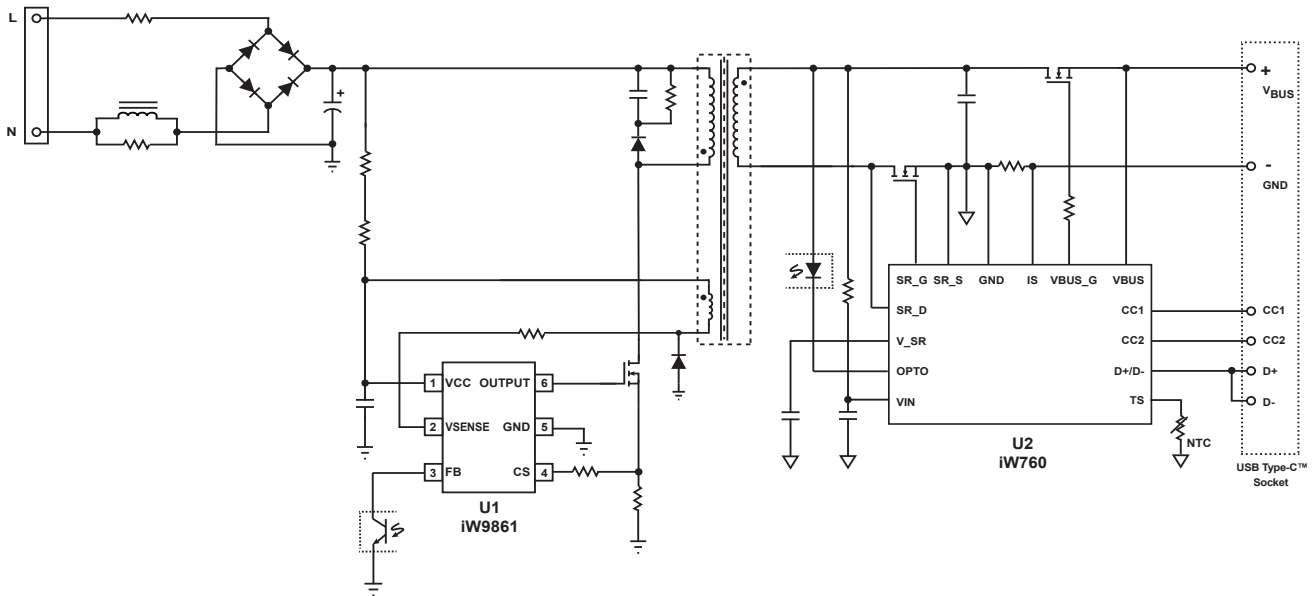 L
N
+
+
VBUS
-
GND
SR_G SR_S GND IS VBUS_G VBUS
SR_D
V_SR
OPTO
VIN
CC1
CC2
D+/D-
TS
U2
iW760
NTC
CC1
CC2
D+
D-
USB Type-C™
Socket
1 VCC OUTPUT 6
2 VSENSE GND 5
3 FB CS 4
U1
iW9861